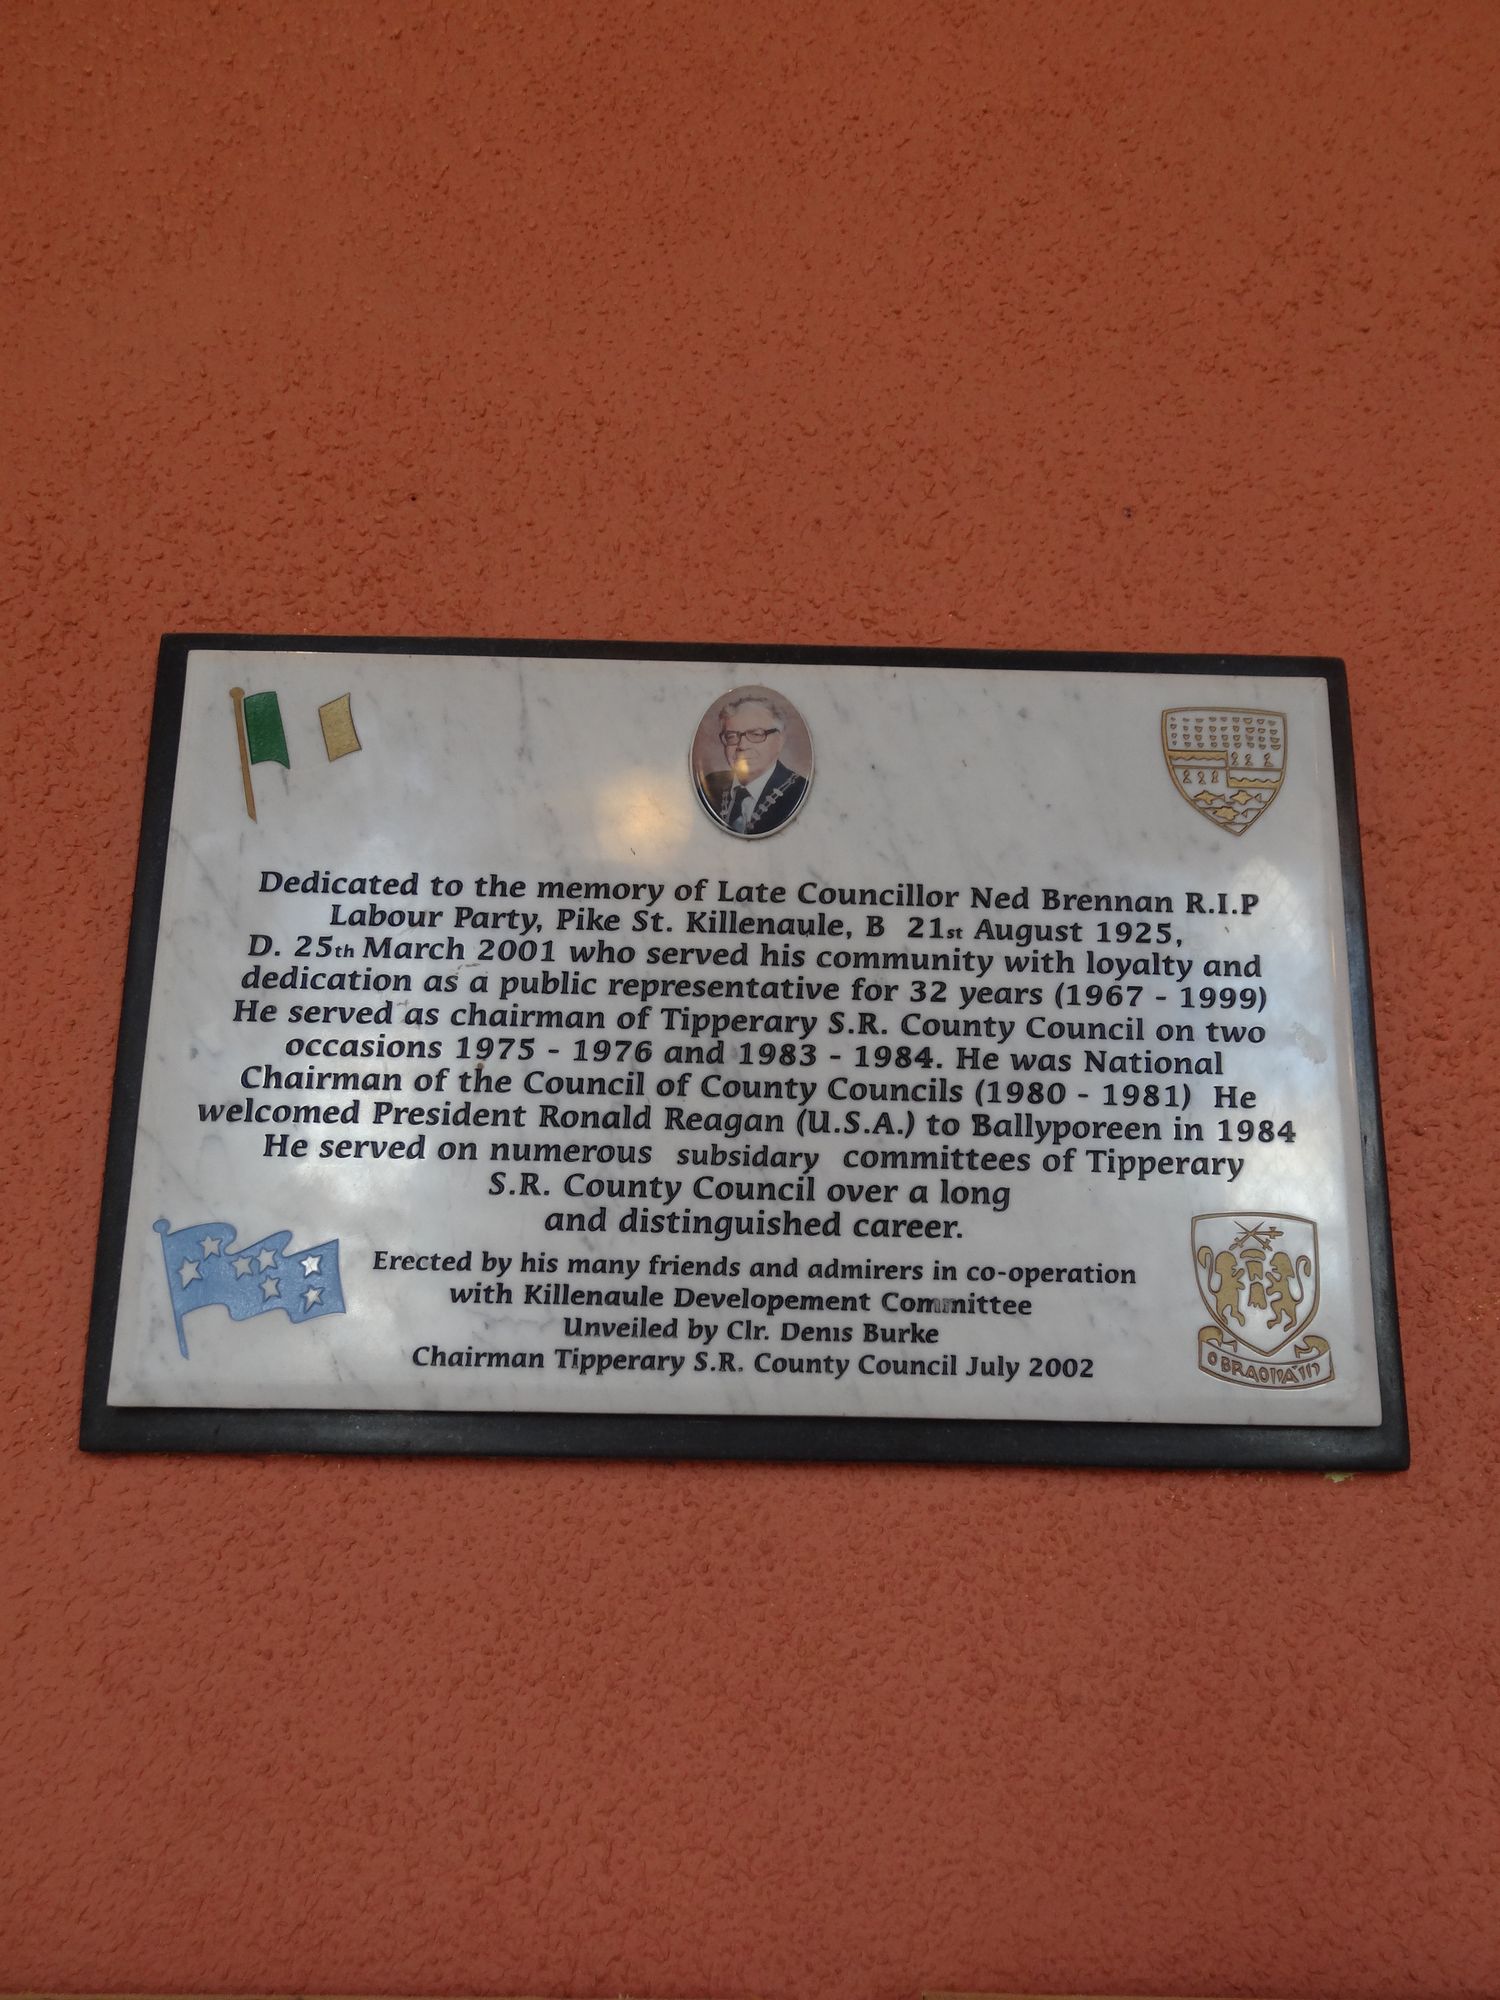 Dedicated to the memory of Late Councillor Ned Brennan R.I.P
Labour Party, Pike St. Killenaule, B 21st August 1925,
D. 25th March 2001 who served his community with loyalty and
dedication as a public representative for 32 years (1967 - 1999)
He served as chairman of Tipperary S.R. County Council on two
occasions 1975 - 1976 and 1983 - 1984. He was National
Chairman of the Council of County Councils (1980 - 1981) He
welcomed President Ronald Reagan (U.S.A.) to Ballyporeen in 1984
He served on numerous subsidary committees of Tipperary
S.R. County Council over a long
and distinguished career.
Erected by his many friends and admirers in co-operation
with Killenaule Developement Committee
Unveiled by Clr. Denis Burke
Chairman Tipperary S.R. County Council July 2002
O BRAONÁIN